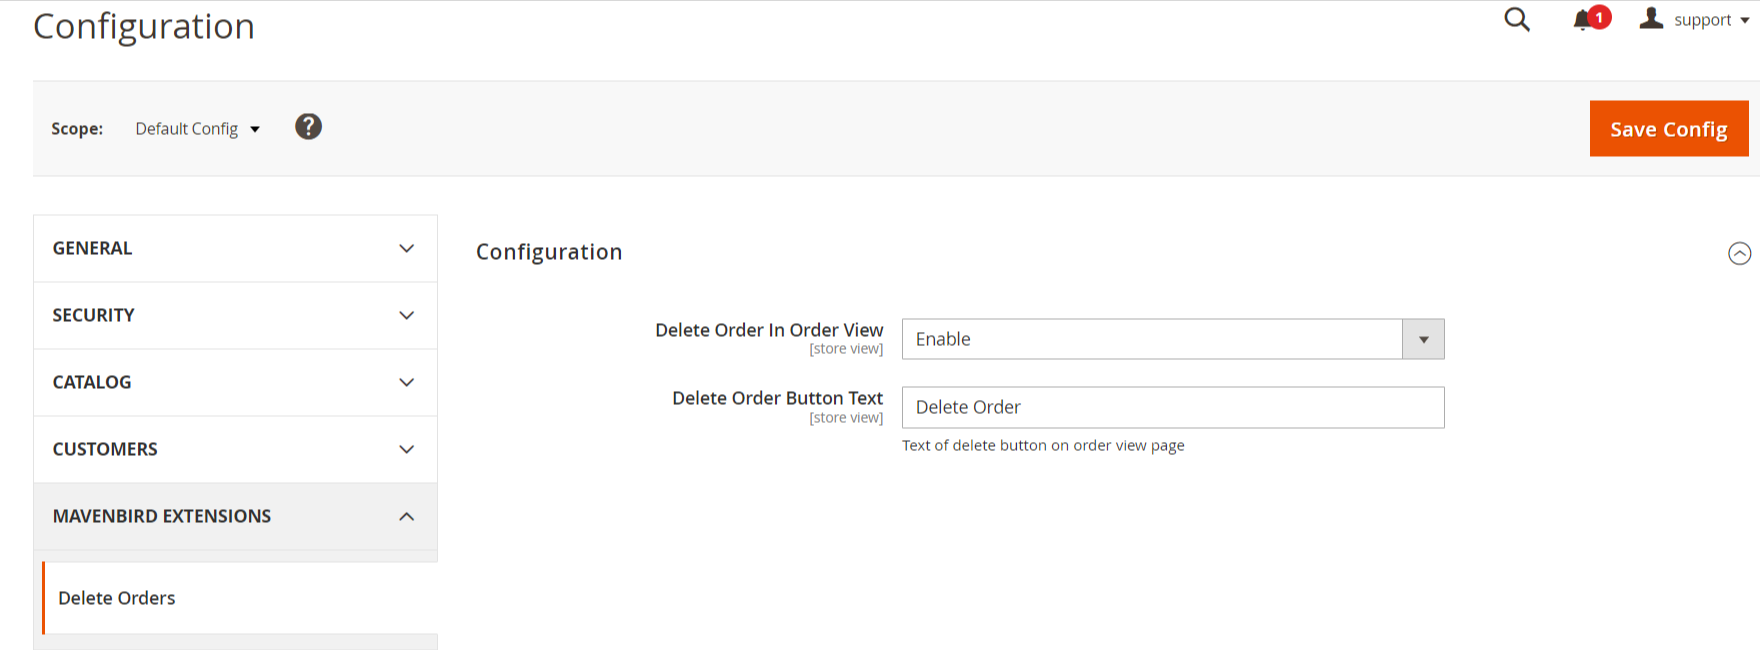 Configuration
1
support
Scope:
Default Config
?
Save Config
GENERAL
SECURITY
CATALOG
CUSTOMERS
MAVENBIRD EXTENSIONS
Delete Orders
Configuration
Delete Order In Order View
[store view]
Enable
Delete Order Button Text
[store view]
Delete Order
Text of delete button on order view page